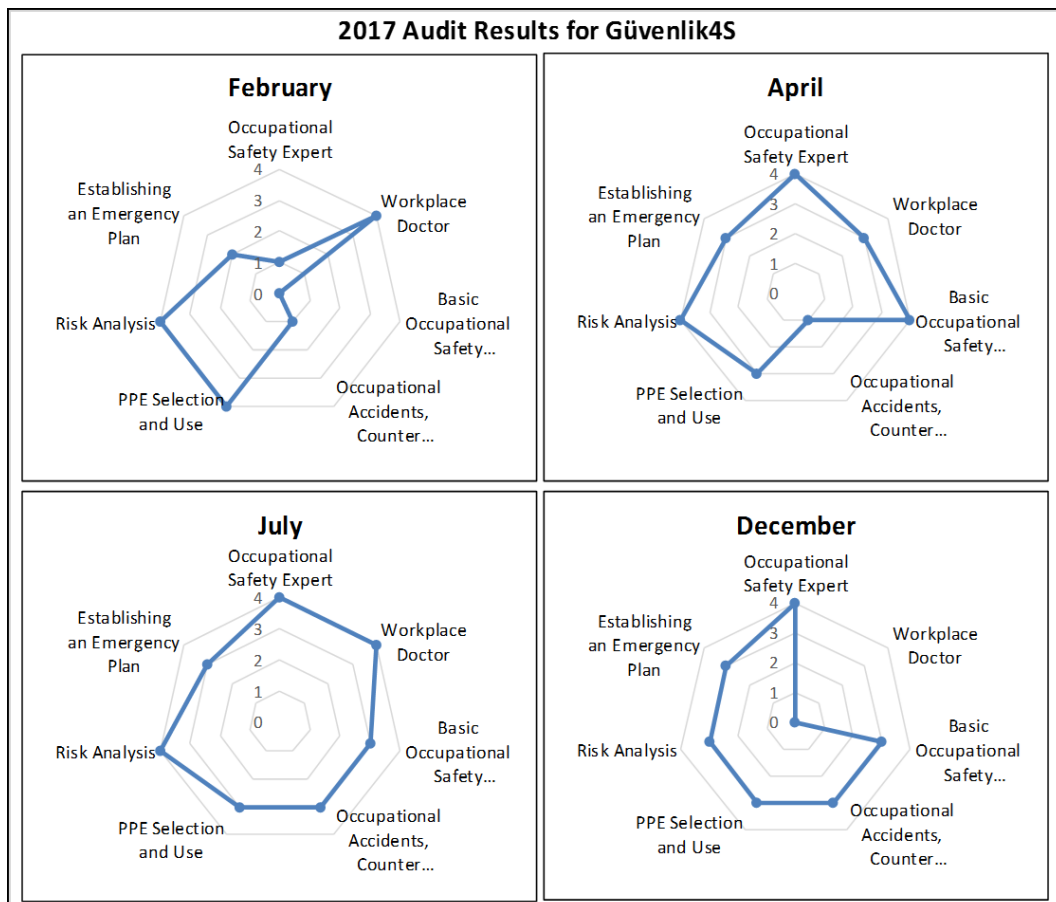 2017 Audit Results for Güvenlik4S
February
Occupational
Safety Expert
Workplace
Doctor
Basic
Occupational
Safety...
Occupational
Accidents,
Counter...
PPE Selection
and Use
Risk Analysis
Establishing
an Emergency
Plan
4
3
2
1
0
April
Occupational
Safety Expert
Workplace
Doctor
Basic
Occupational
Safety...
Occupational
Accidents,
Counter...
PPE Selection
and Use
Risk Analysis
Establishing
an Emergency
Plan
4
3
2
1
0
July
Occupational
Safety Expert
Workplace
Doctor
Basic
Occupational
Safety...
Occupational
Accidents,
Counter...
PPE Selection
and Use
Risk Analysis
Establishing
an Emergency
Plan
4
3
2
1
0
December
Occupational
Safety Expert
Workplace
Doctor
Basic
Occupational
Safety...
Occupational
Accidents,
Counter...
PPE Selection
and Use
Risk Analysis
Establishing
an Emergency
Plan
4
3
2
1
0